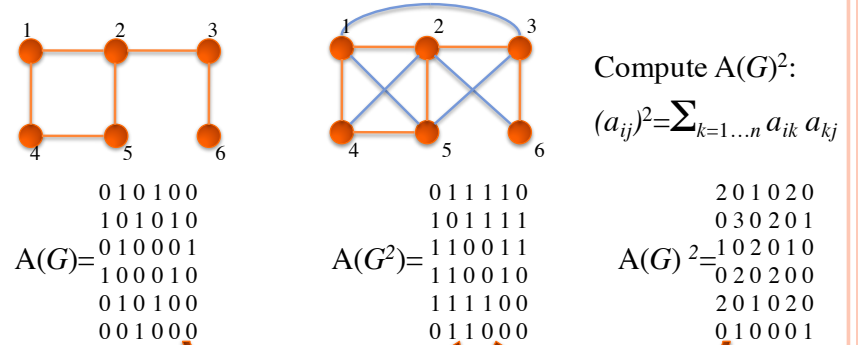 1 2 3
4 5 6
1 2 3
4 5 6
Compute A(G)²:
(aᵢⱼ)²=∑ₖ₌₁…ₙ aᵢₖ aₖⱼ
A(G)=
0 1 0 1 0 0
1 0 1 0 1 0
0 1 0 0 0 1
1 0 0 0 1 0
0 1 0 1 0 0
0 0 1 0 0 0
A(G²)=
0 1 1 1 1 0
1 0 1 1 1 1
1 1 0 0 1 1
1 1 0 0 1 0
1 1 1 1 0 0
0 1 1 0 0 0
A(G) ²=
2 0 1 0 2 0
0 3 0 2 0 1
1 0 2 0 1 0
0 2 0 2 0 0
2 0 1 0 2 0
0 1 0 0 0 1